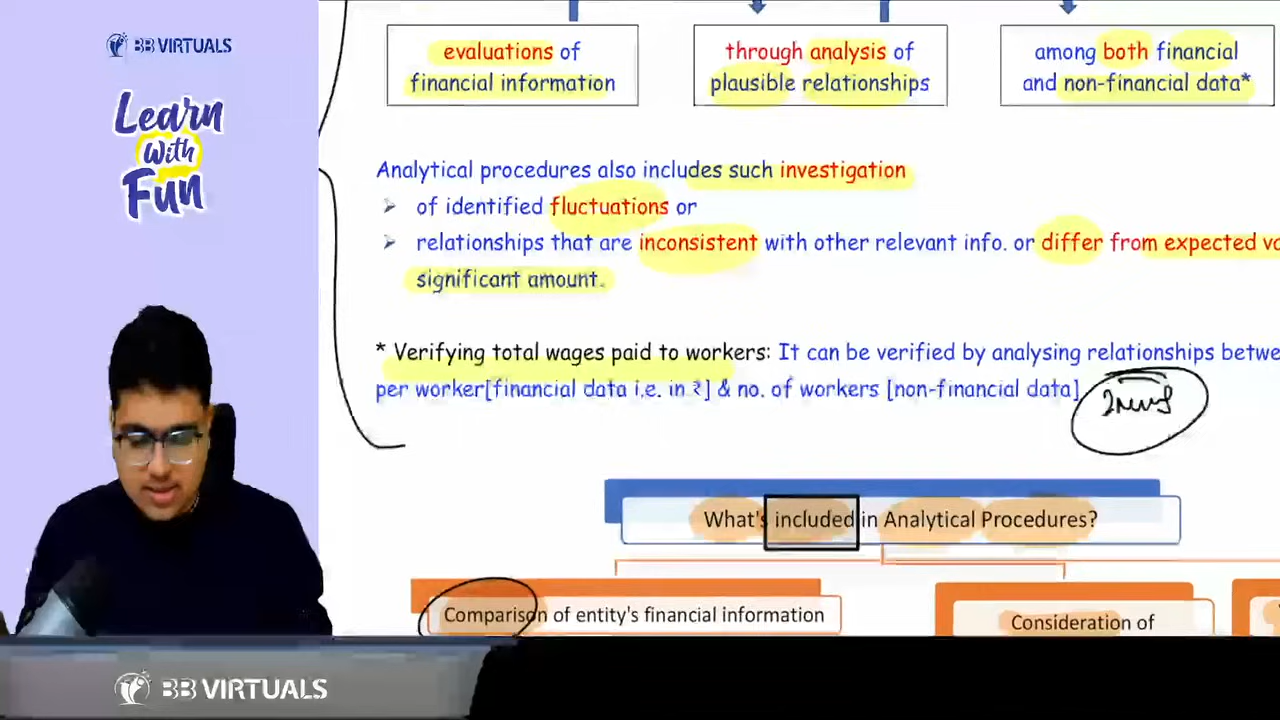 BB VIRTUALS
Learn
With
Fun
evaluations of
financial information
through analysis of
plausible relationships
among both financial
and non-financial data*
Analytical procedures also includes such investigation
➢ of identified fluctuations or
➢ relationships that are inconsistent with other relevant info. or differ from expected
significant amount.
* Verifying total wages paid to workers: It can be verified by analysing relationships
per worker[financial data i.e. in ₹] & no. of workers [non-financial data]
What's included in Analytical Procedures?
Comparison of entity's financial information
Consideration of
BB VIRTUALS